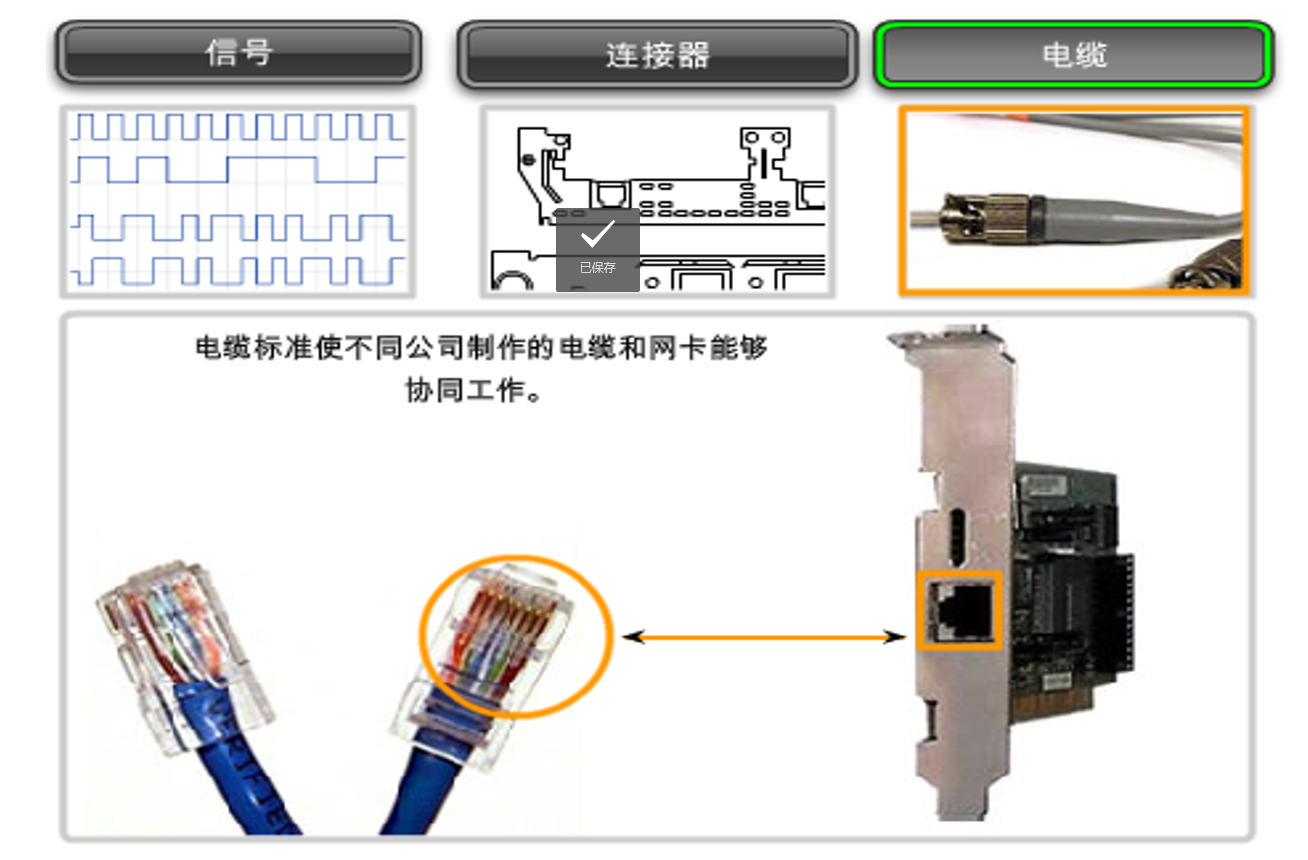 信号
连接器
电缆
已保存
电缆标准使不同公司制作的电缆和网卡能够
协同工作。